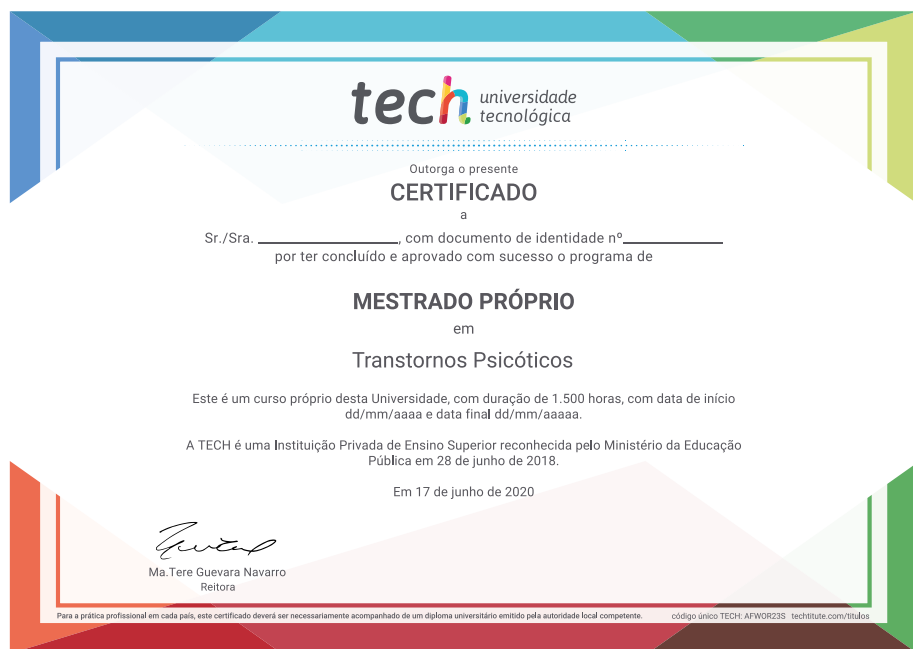 tech universidade
tecnológica
Outorga o presente
CERTIFICADO
a
Sr./Sra. ____________________, com documento de identidade nº______________
por ter concluído e aprovado com sucesso o programa de
MESTRADO PRÓPRIO
em
Transtornos Psicóticos
Este é um curso próprio desta Universidade, com duração de 1.500 horas, com data de início
dd/mm/aaaa e data final dd/mm/aaaaa.
A TECH é uma Instituição Privada de Ensino Superior reconhecida pelo Ministério da Educação
Pública em 28 de junho de 2018.
Em 17 de junho de 2020
Ma.Tere Guevara Navarro
Reitora
Para a prática profissional em cada país, este certificado deverá ser necessariamente acompanhado de um diploma universitário emitido pela autoridade local competente. código único TECH: AFWOR23S techtitute.com/titulos